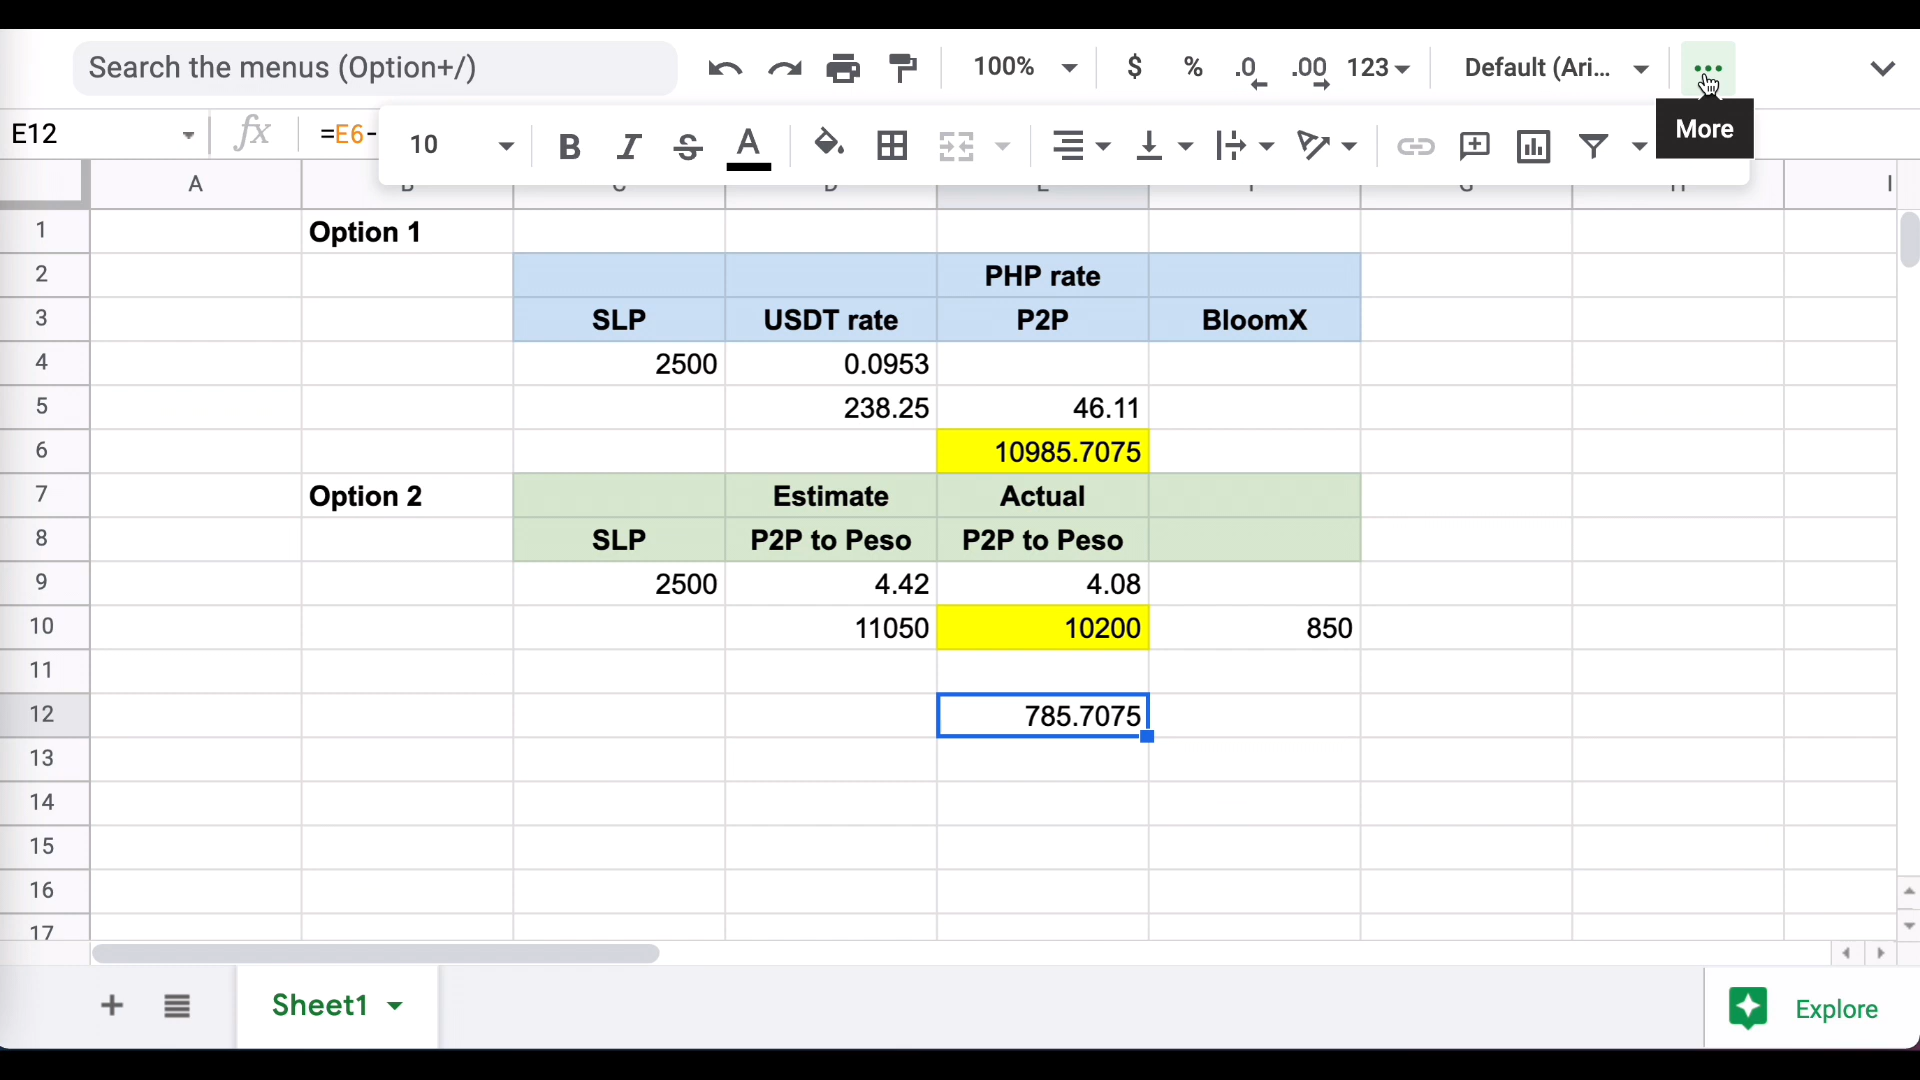 Search the menus (Option+/)
100%
$ % .0 .00 123
Default (Ari...
More
E12
fx
=E6-
10
B I S A
A
I
1 Option 1
2 PHP rate
3 SLP USDT rate P2P BloomX
4 2500 0.0953
5 238.25 46.11
6 10985.7075
7 Option 2 Estimate Actual
8 SLP P2P to Peso P2P to Peso
9 2500 4.42 4.08
10 11050 10200 850
11
12 785.7075
13
14
15
16
17
Sheet1
Explore